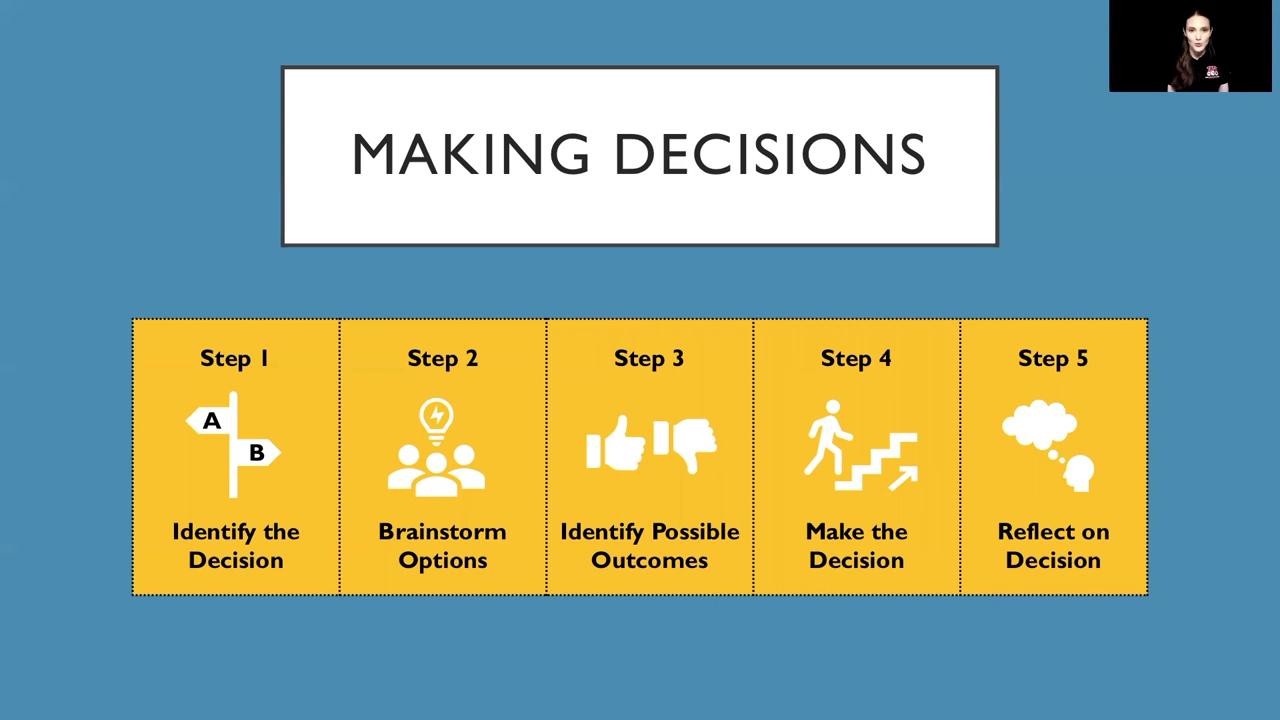 MAKING DECISIONS
Step 1
A
B
Identify the
Decision
Step 2
Brainstorm
Options
Step 3
Identify Possible
Outcomes
Step 4
Make the
Decision
Step 5
Reflect on
Decision